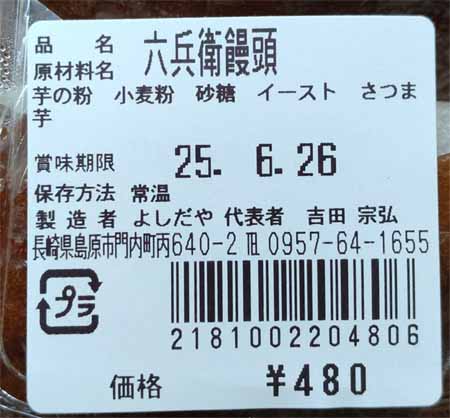 品名 六兵衛饅頭
原材料名
芋の粉 小麦粉 砂糖 イースト さつま
芋
賞味期限 25. 6.26
保存方法 常温
製造者 よしだや 代表者 吉田 宗弘
長崎県島原市門内町丙640-2 ℡ 0957-64-1655
プラ
2181002204806
価格 ¥480